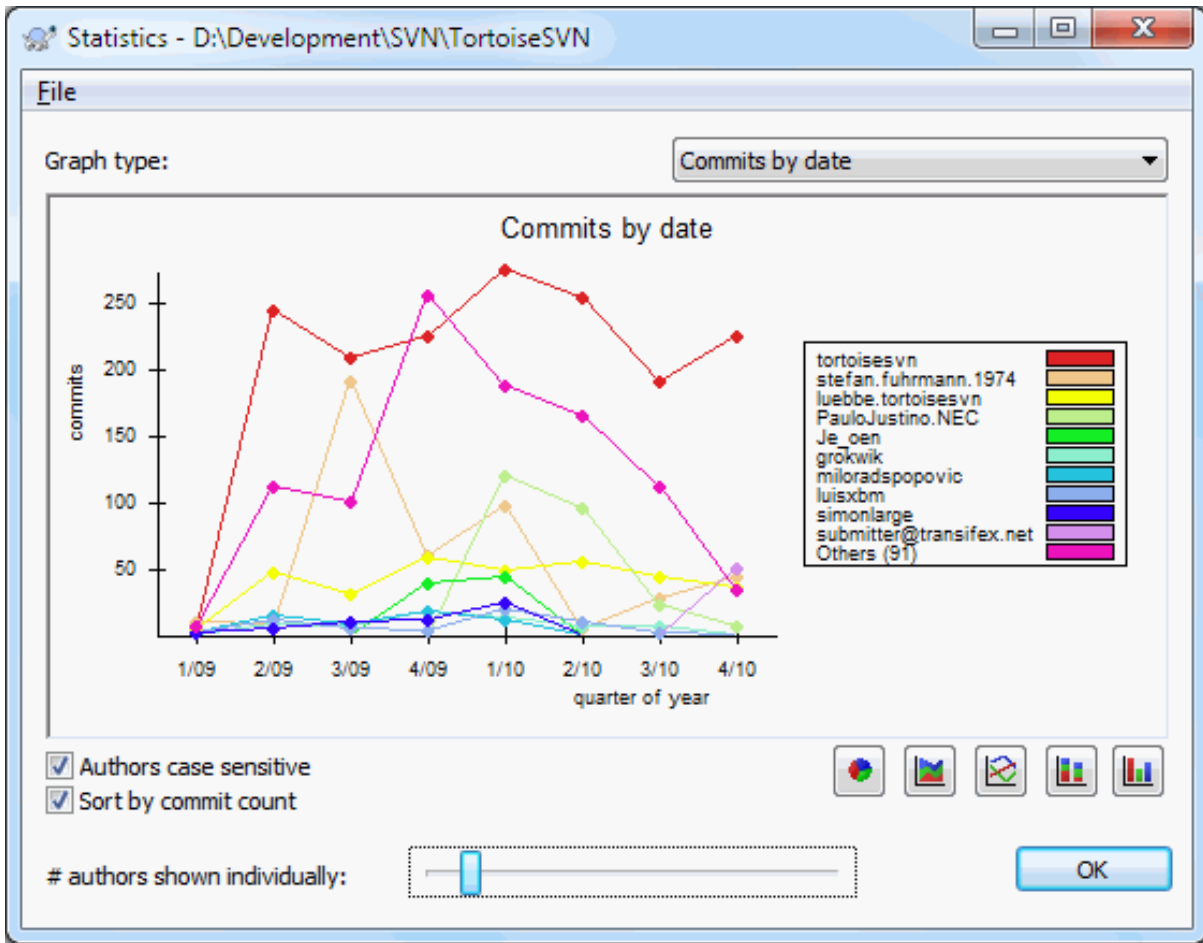 Statistics - D:\Development\SVN\TortoiseSVN
File
Graph type:
Commits by date
Commits by date
commits
250
200
150
100
50
1/09 2/09 3/09 4/09 1/10 2/10 3/10 4/10
quarter of year
tortoisesvn
stefan.fuhrmann.1974
luebbe.tortoisesvn
PauloJustino.NEC
Je_oen
grokwik
miloradspopovic
luisxbm
simonlarge
submitter@transifex.net
Others (91)
Authors case sensitive
Sort by commit count
# authors shown individually:
OK